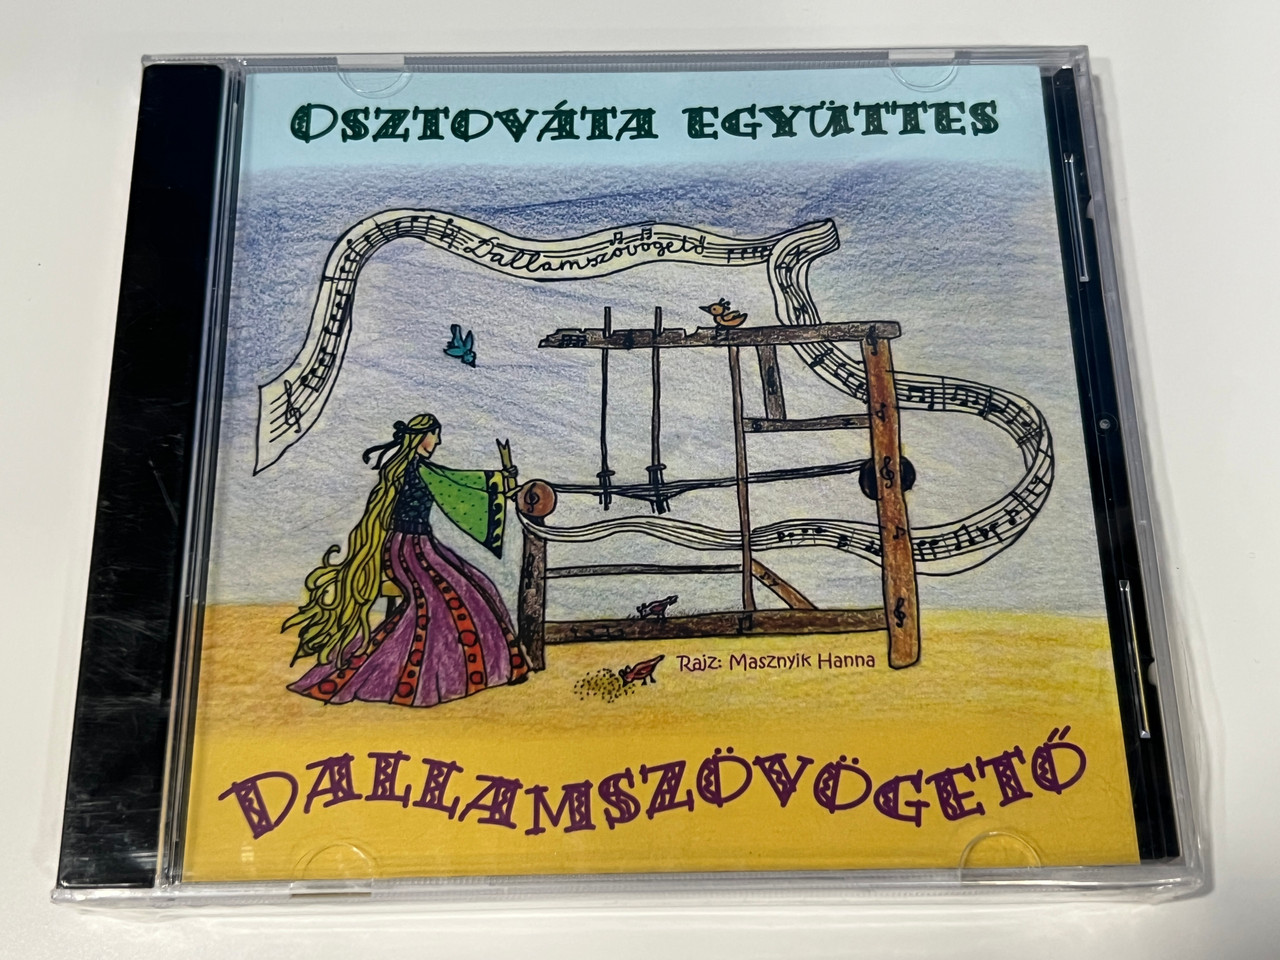 OSZTOVÁTA EGYÜTTES
Dallamszövögető
Rajz: Masznyik Hanna
DALLAMSZÖVÖGETŐ